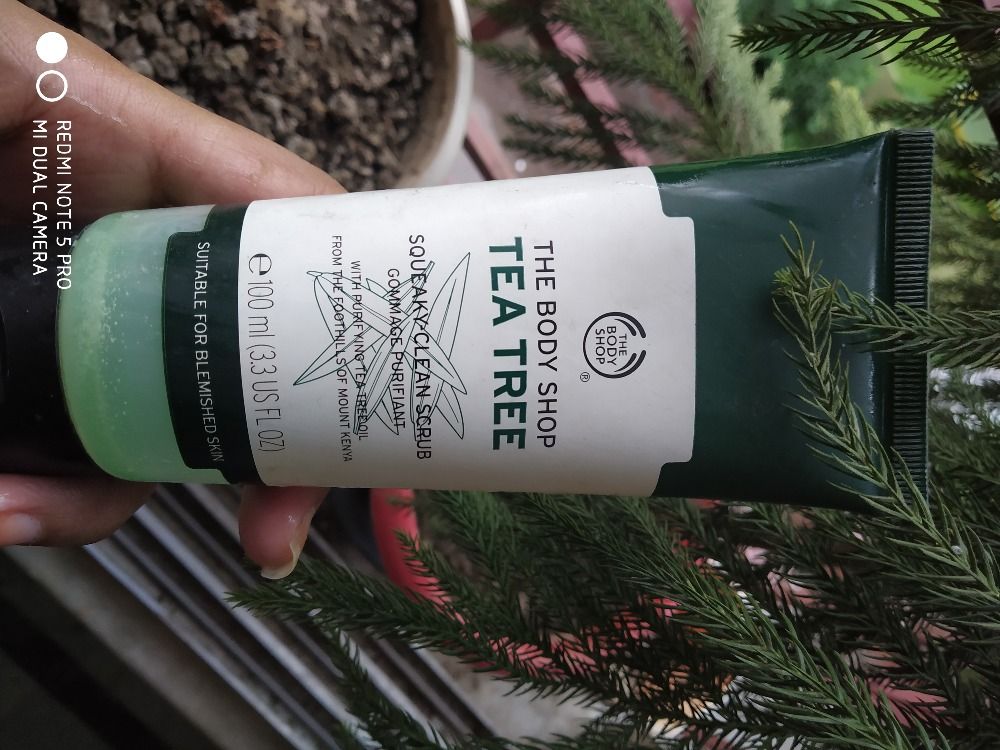 THE
BODY
SHOP
®
THE BODY SHOP
TEA TREE
SQUEAKY-CLEAN SCRUB
GOMMAGE PURIFIANT
WITH PURIFYING TEA TREE OIL
FROM THE FOOTHILLS OF MOUNT KENYA
e 100 ml (3.3 US FL OZ)
SUITABLE FOR BLEMISHED SKIN
REDMI NOTE 5 PRO
MI DUAL CAMERA